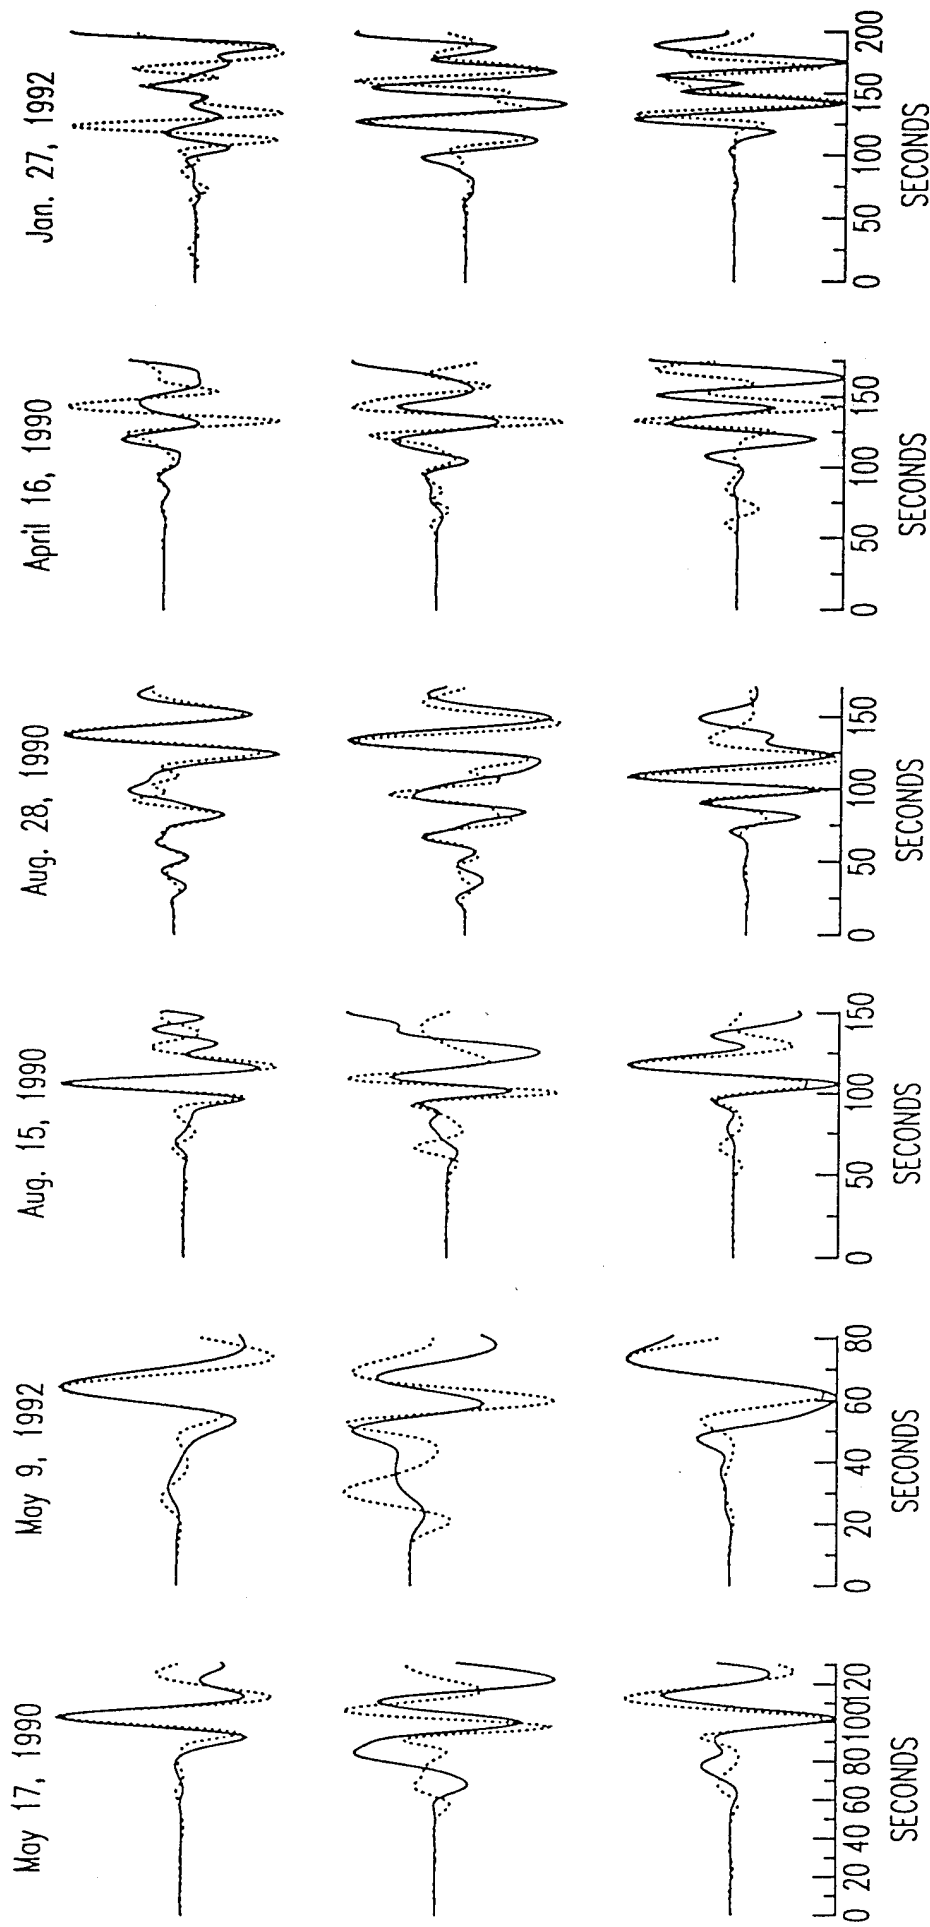 May 17, 1990
0 20 40 60 80 100 120
SECONDS
May 9, 1992
0 20 40 60 80
SECONDS
Aug. 15, 1990
0 50 100 150
SECONDS
Aug. 28, 1990
0 50 100 150
SECONDS
April 16, 1990
0 50 100 150
SECONDS
Jan. 27, 1992
0 50 100 150 200
SECONDS